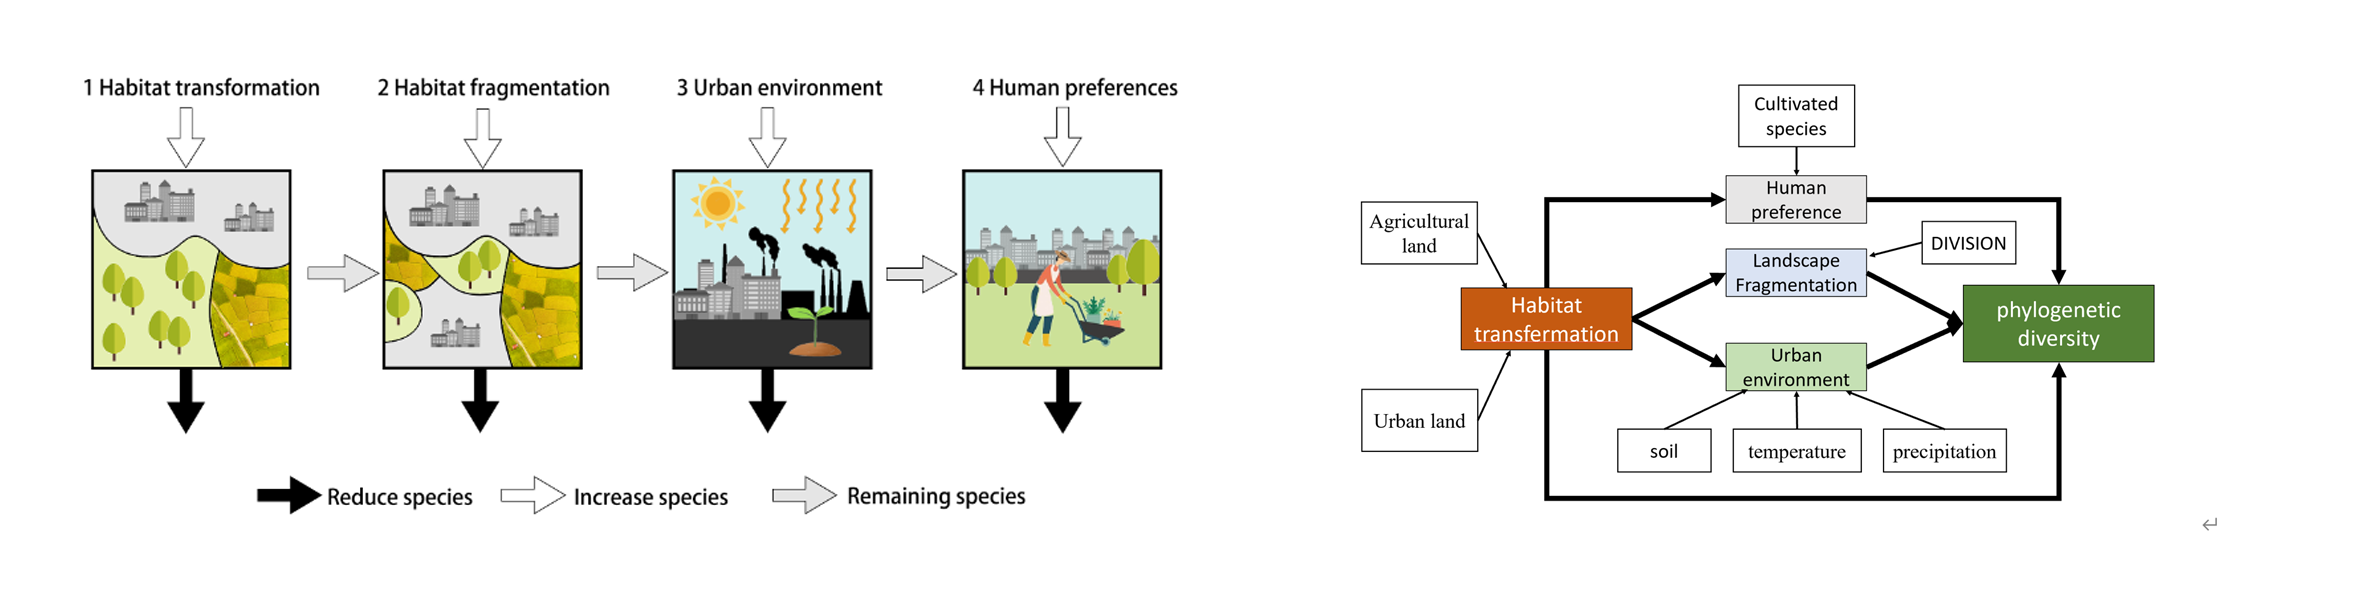 1 Habitat transformation
2 Habitat fragmentation
3 Urban environment
4 Human preferences
Reduce species
Increase species
Remaining species
Cultivated
species
Human
preference
Agricultural
land
DIVISION
Landscape
Fragmentation
Habitat
transfermation
phylogenetic
diversity
Urban
environment
Urban land
soil
temperature
precipitation